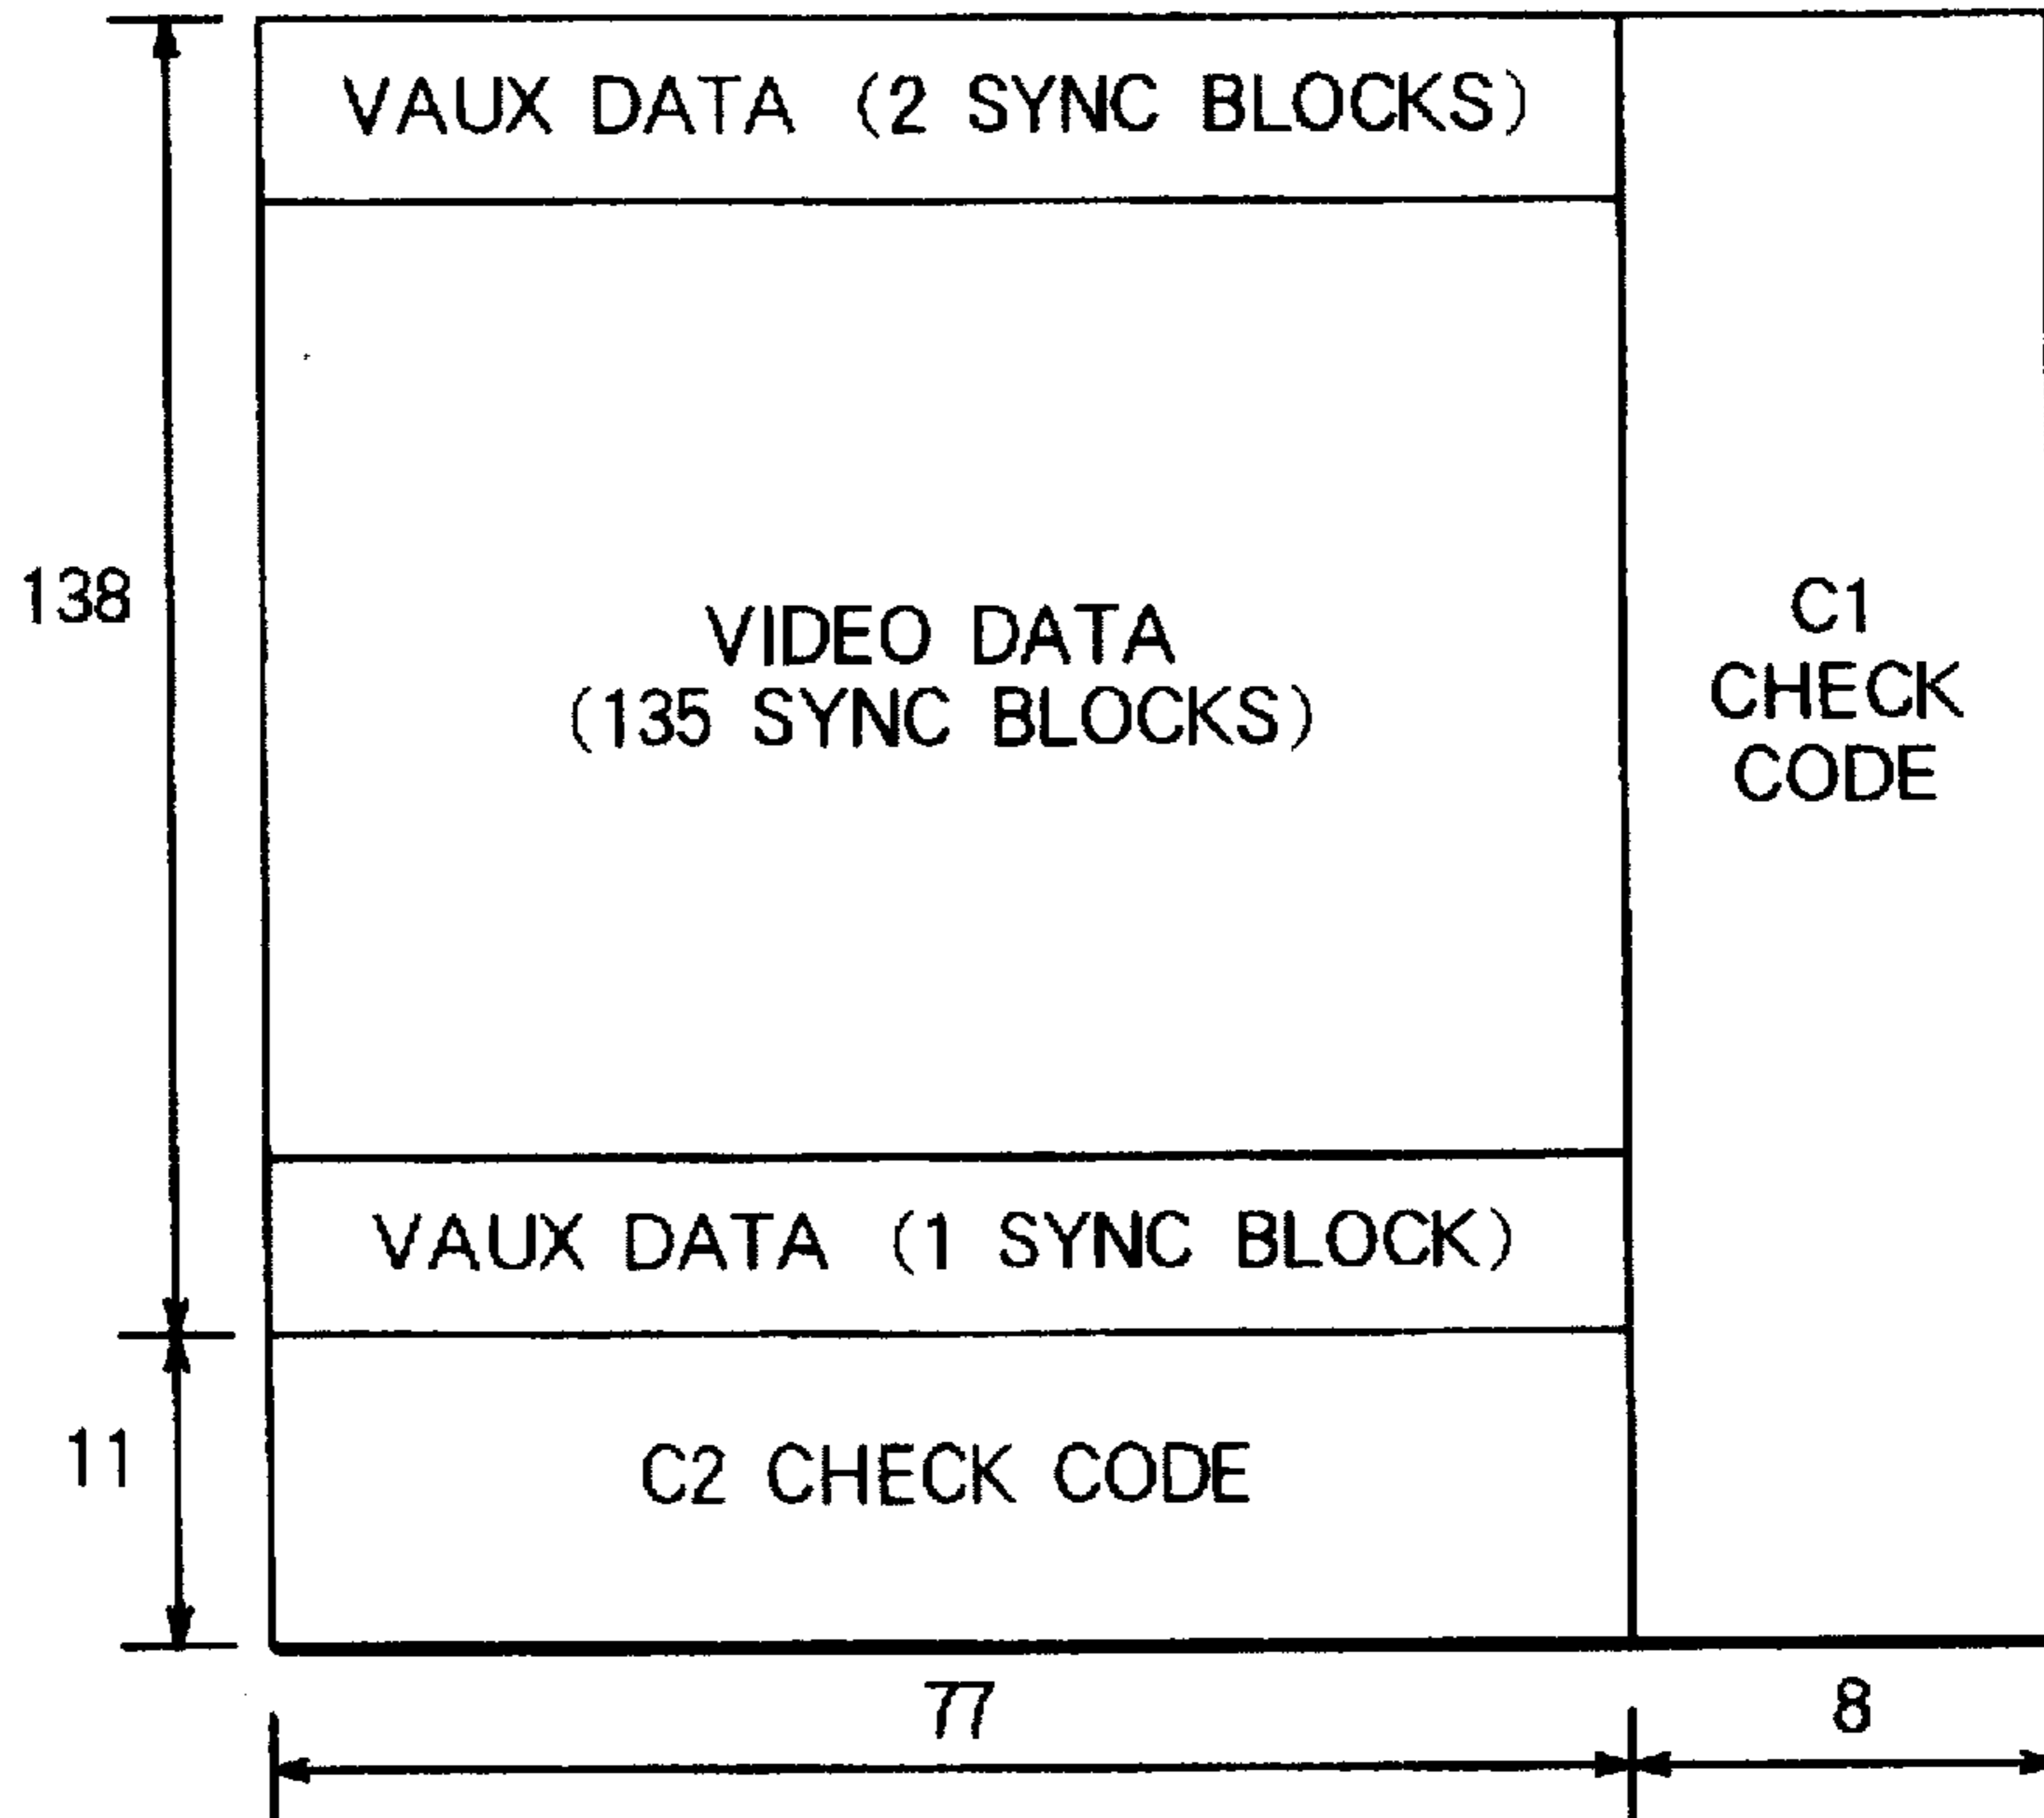 VAUX DATA (2 SYNC BLOCKS)
138
VIDEO DATA
(135 SYNC BLOCKS)
C1
CHECK
CODE
VAUX DATA (1 SYNC BLOCK)
11
C2 CHECK CODE
77
8